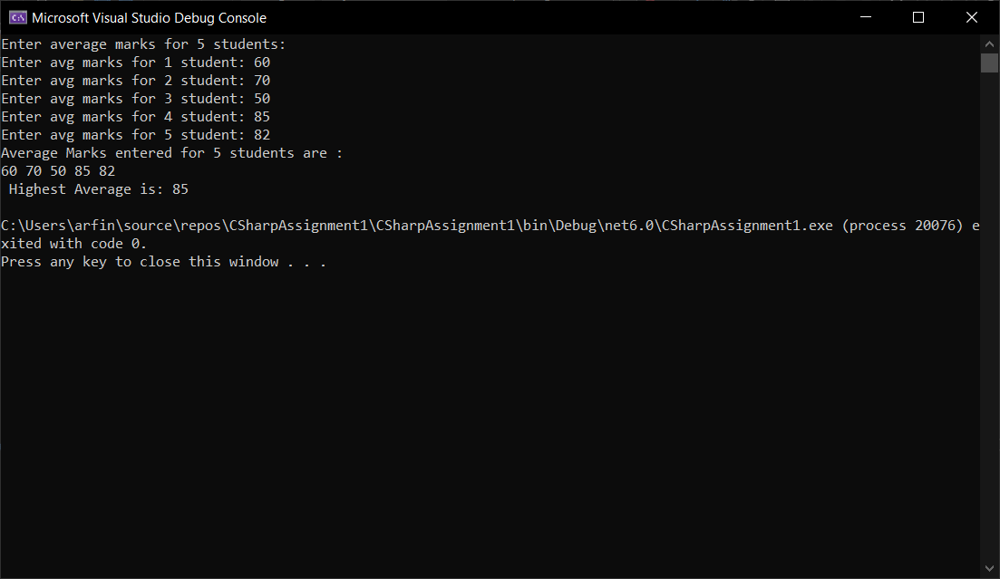 Microsoft Visual Studio Debug Console
Enter average marks for 5 students:
Enter avg marks for 1 student: 60
Enter avg marks for 2 student: 70
Enter avg marks for 3 student: 50
Enter avg marks for 4 student: 85
Enter avg marks for 5 student: 82
Average Marks entered for 5 students are :
60 70 50 85 82
 Highest Average is: 85
C:\Users\arfin\source\repos\CSharpAssignment1\CSharpAssignment1\bin\Debug\net6.0\CSharpAssignment1.exe (process 20076) e
xited with code 0.
Press any key to close this window . . .